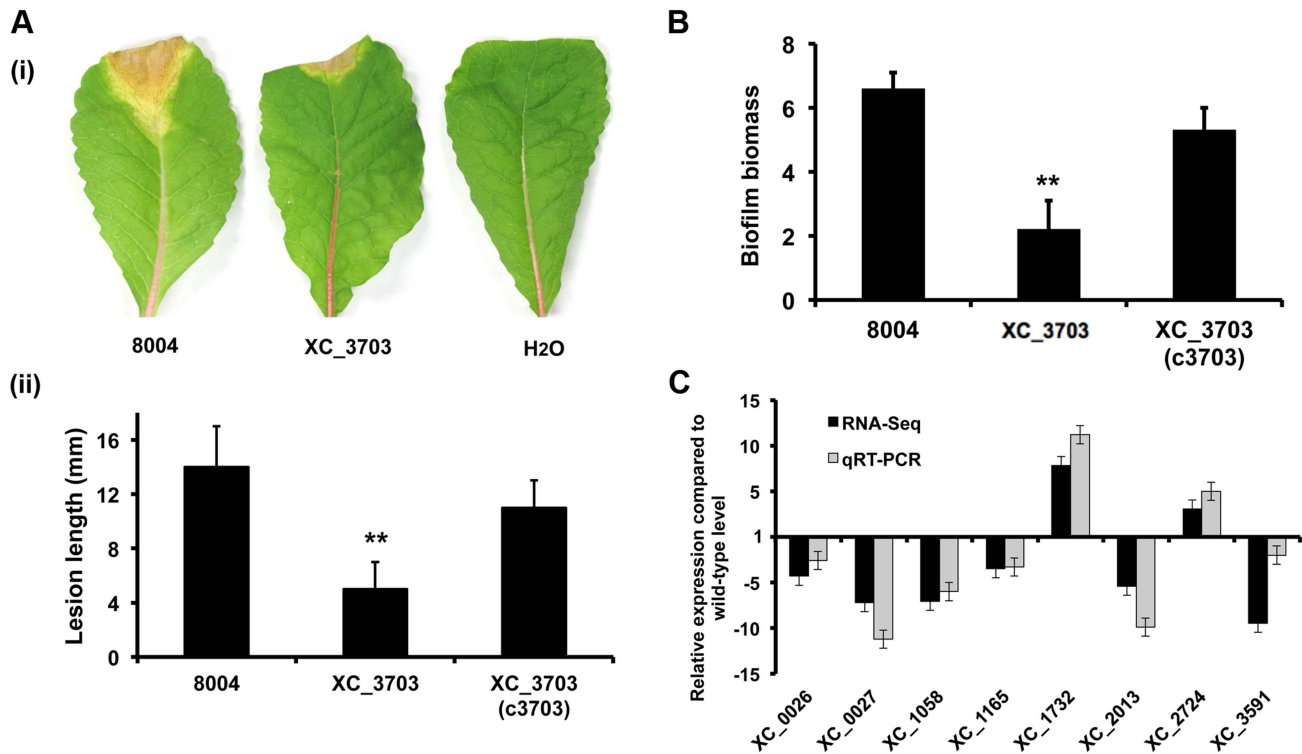 A
(i)
8004
XC_3703
H2O
(ii)
Lesion length (mm)
16
12
8
4
0
**
8004
XC_3703
XC_3703
(c3703)
B
Biofilm biomass
8
6
4
2
0
**
8004
XC_3703
XC_3703
(c3703)
C
Relative expression compared to
wild-type level
15
10
5
1
-5
-10
-15
RNA-Seq
qRT-PCR
XC_0026
XC_0027
XC_1058
XC_1165
XC_1732
XC_2013
XC_2724
XC_3591